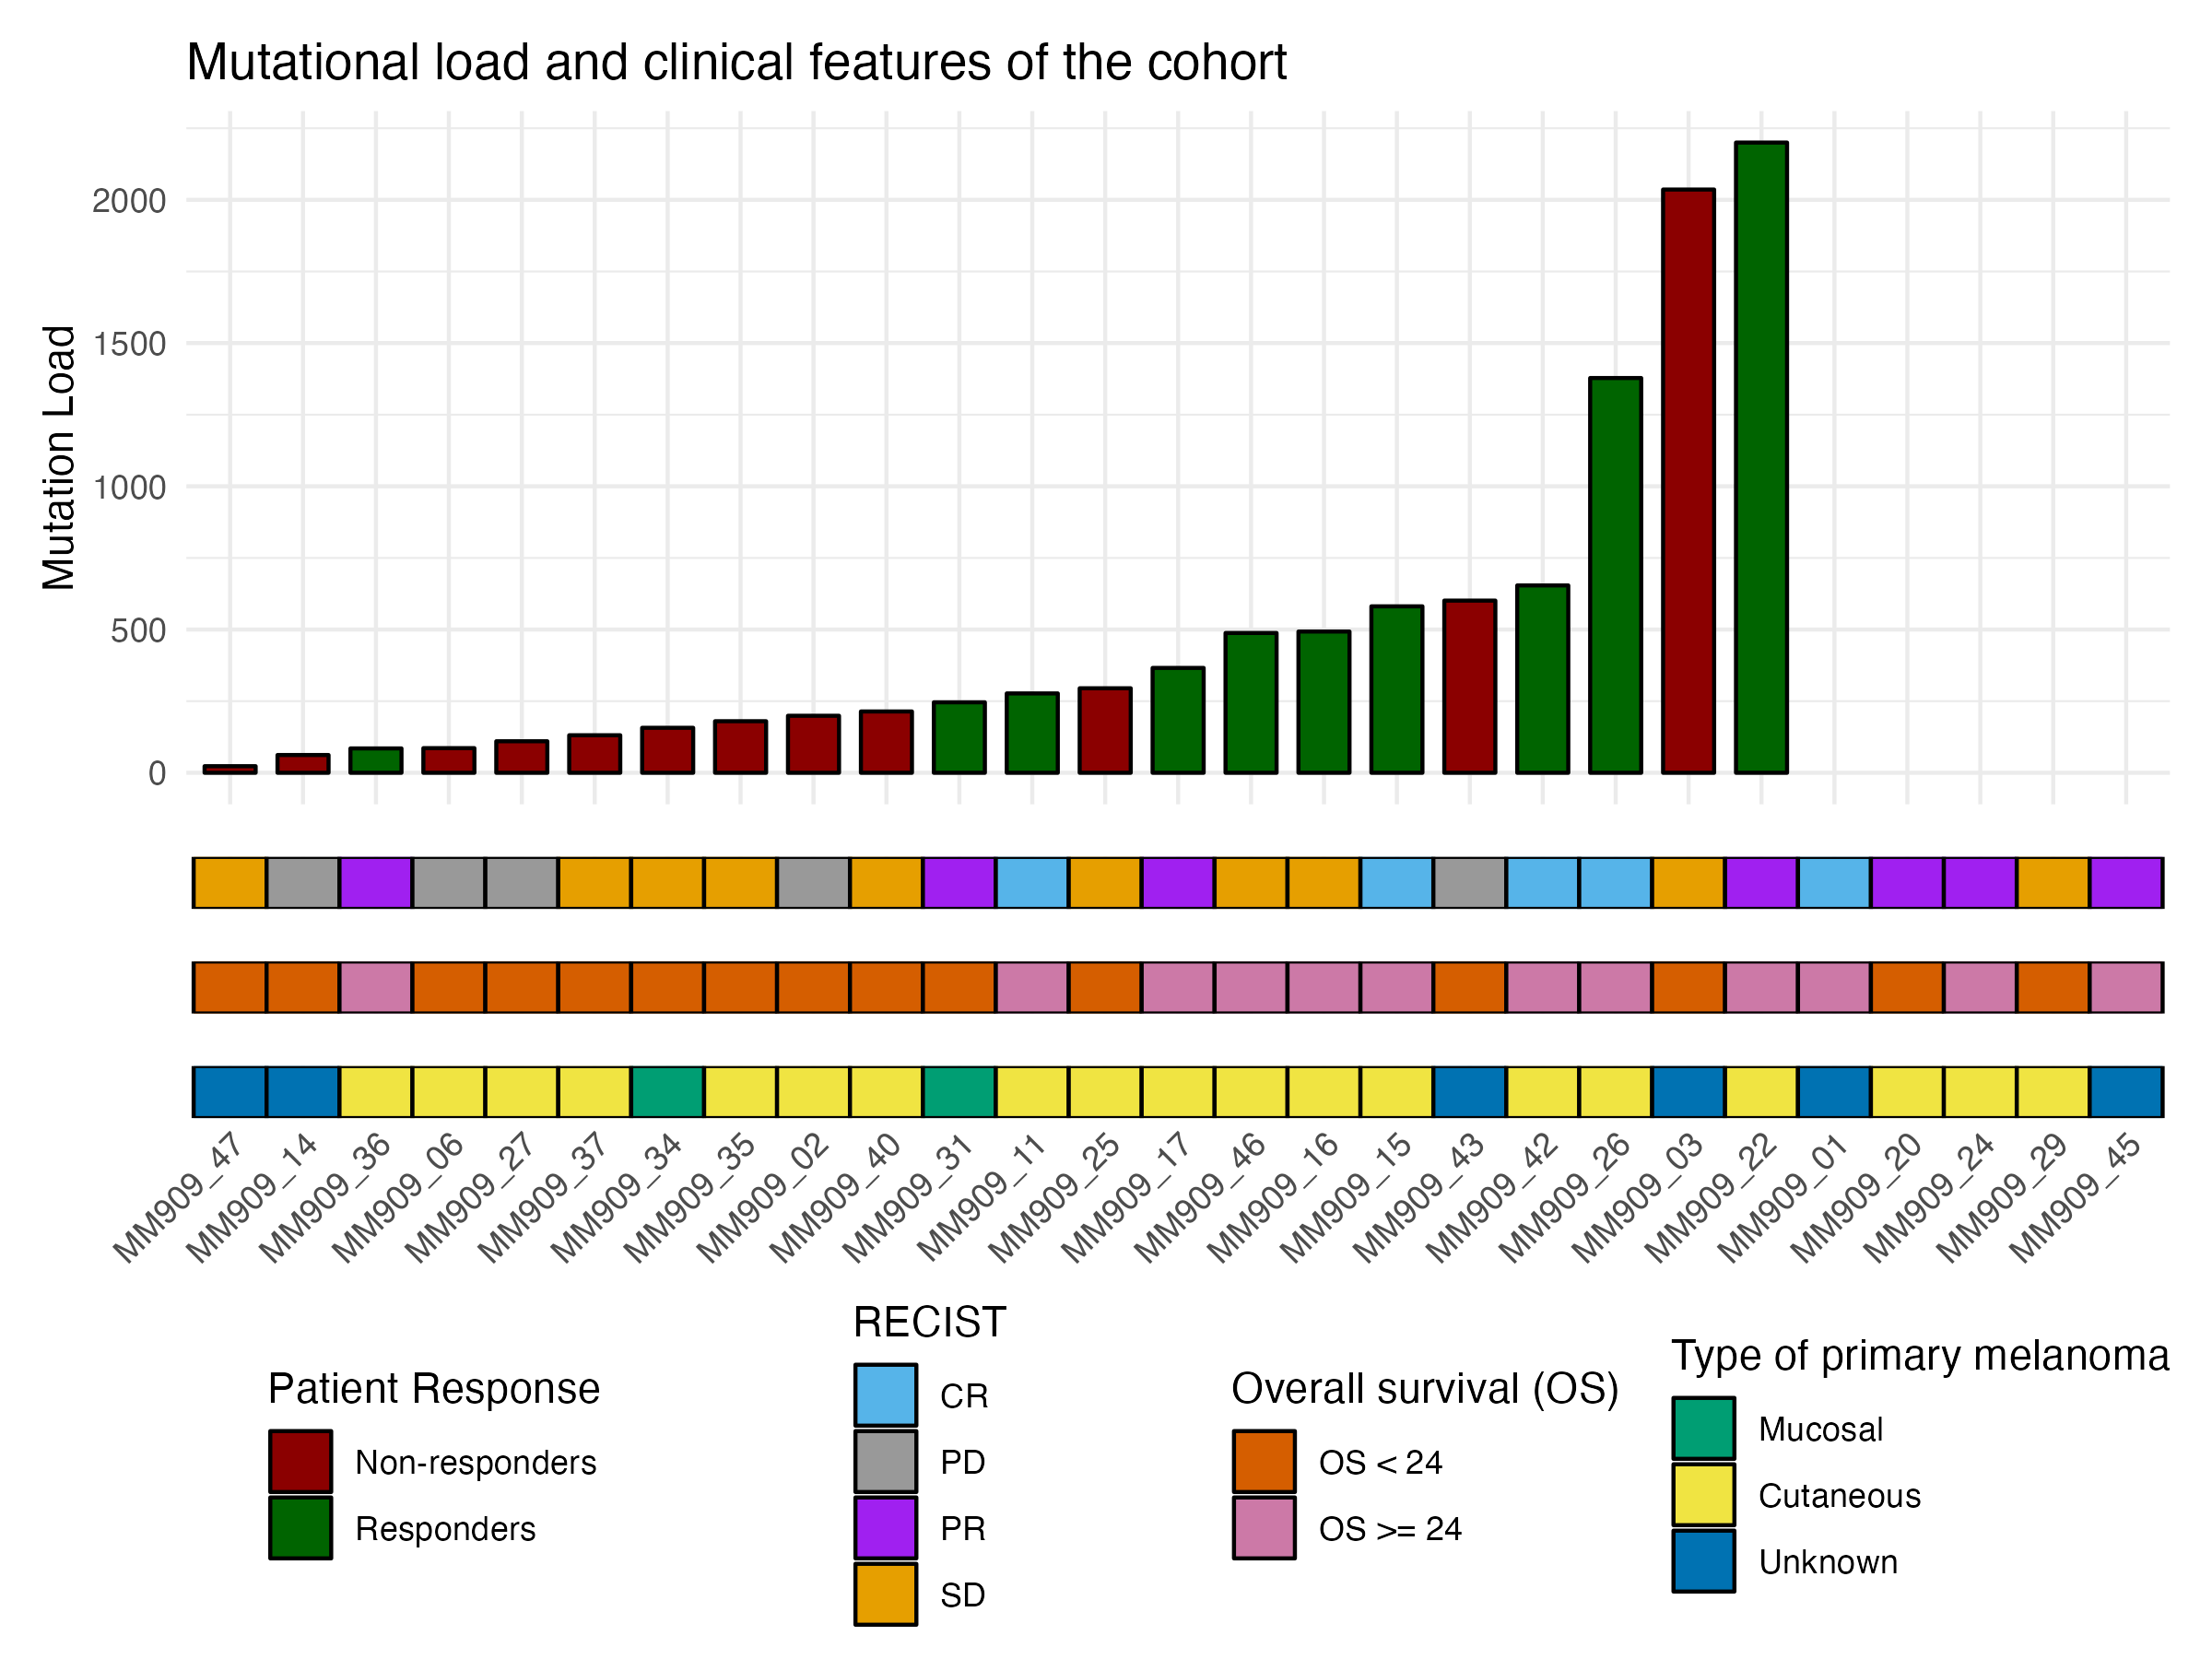 Mutational load and clinical features of the cohort
Mutation Load
2000
1500
1000
500
0
MM909_47
MM909_14
MM909_36
MM909_06
MM909_27
MM909_37
MM909_34
MM909_35
MM909_02
MM909_40
MM909_31
MM909_11
MM909_25
MM909_17
MM909_46
MM909_16
MM909_15
MM909_43
MM909_42
MM909_26
MM909_03
MM909_22
MM909_01
MM909_20
MM909_24
MM909_29
MM909_45
Patient Response
Non-responders
Responders
RECIST
CR
PD
PR
SD
Overall survival (OS)
OS < 24
OS >= 24
Type of primary melanoma
Mucosal
Cutaneous
Unknown